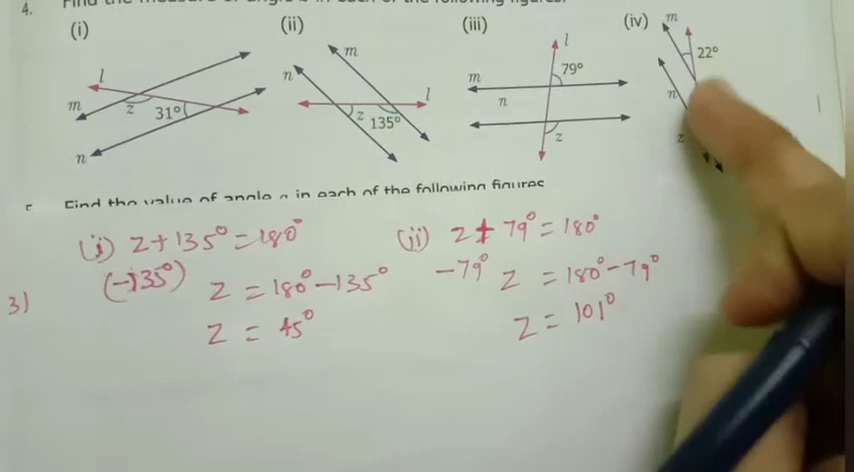 4.
(i) (ii) (iii) (iv)
l m n z 31°
m n l z 135°
l m n 79° z
m n 22° z
Find the value of angle in each of the following figures
(i) z + 135° = 180°
(-135°) z = 180° - 135°
z = 45°
(ii) z + 79° = 180°
-79° z = 180° - 79°
z = 101°
3)